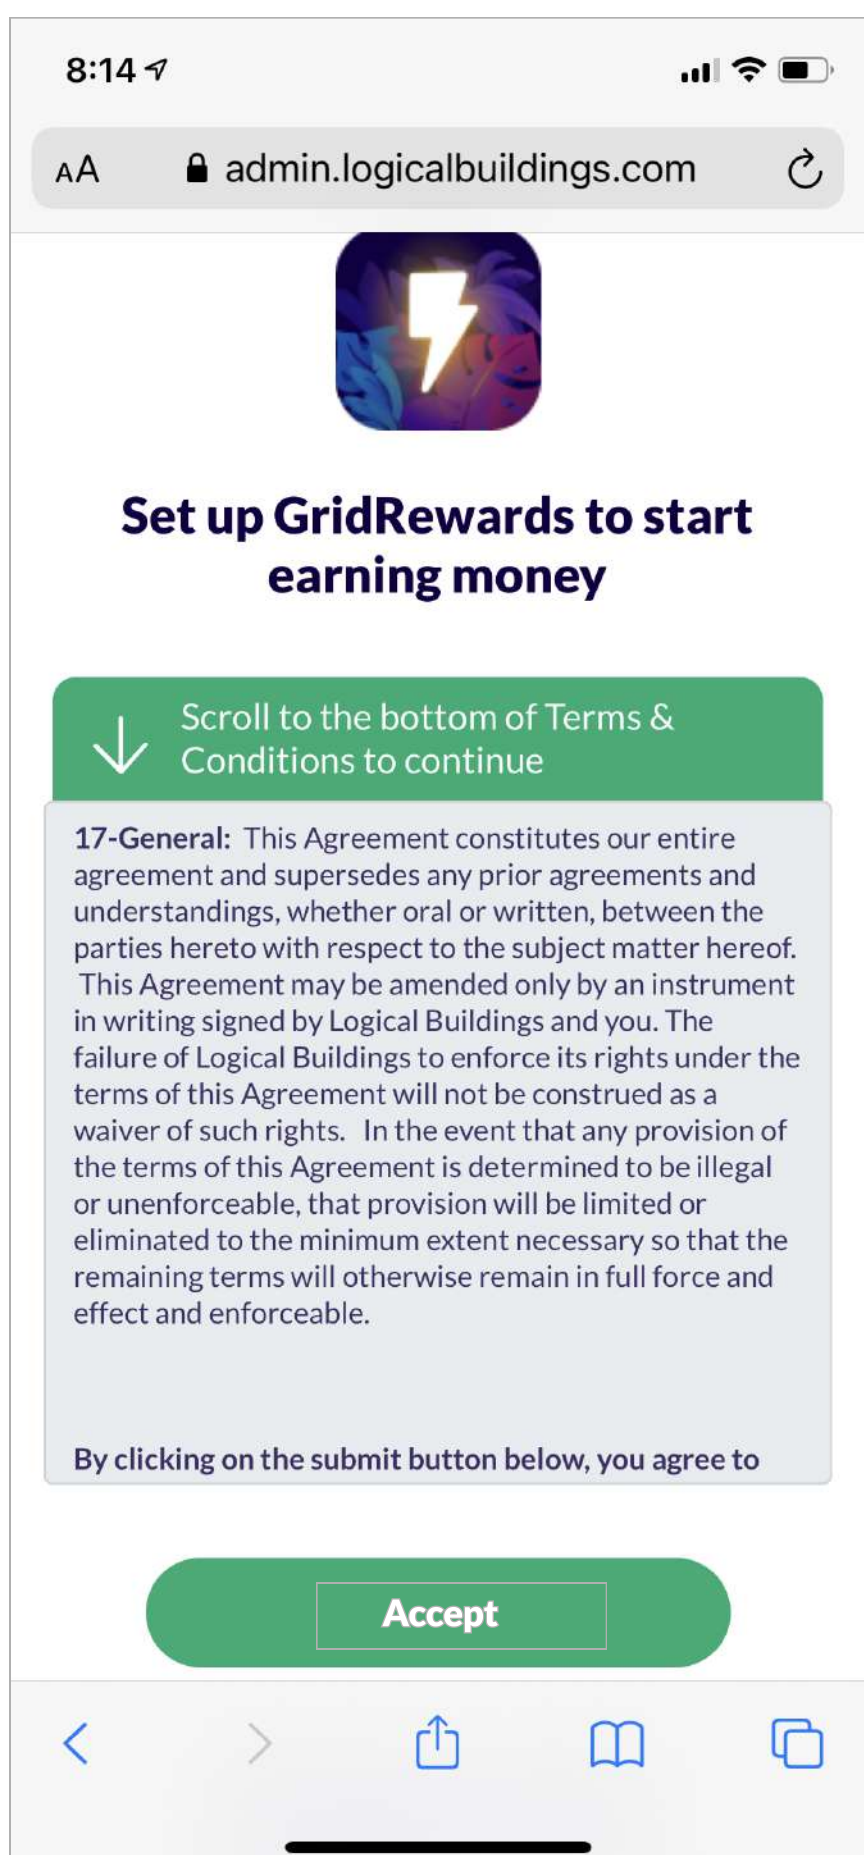 8:14
AA admin.logicalbuildings.com
Set up GridRewards to start
earning money
Scroll to the bottom of Terms &
Conditions to continue
17-General: This Agreement constitutes our entire
agreement and supersedes any prior agreements and
understandings, whether oral or written, between the
parties hereto with respect to the subject matter hereof.
This Agreement may be amended only by an instrument
in writing signed by Logical Buildings and you. The
failure of Logical Buildings to enforce its rights under the
terms of this Agreement will not be construed as a
waiver of such rights. In the event that any provision of
the terms of this Agreement is determined to be illegal
or unenforceable, that provision will be limited or
eliminated to the minimum extent necessary so that the
remaining terms will otherwise remain in full force and
effect and enforceable.
By clicking on the submit button below, you agree to
Accept